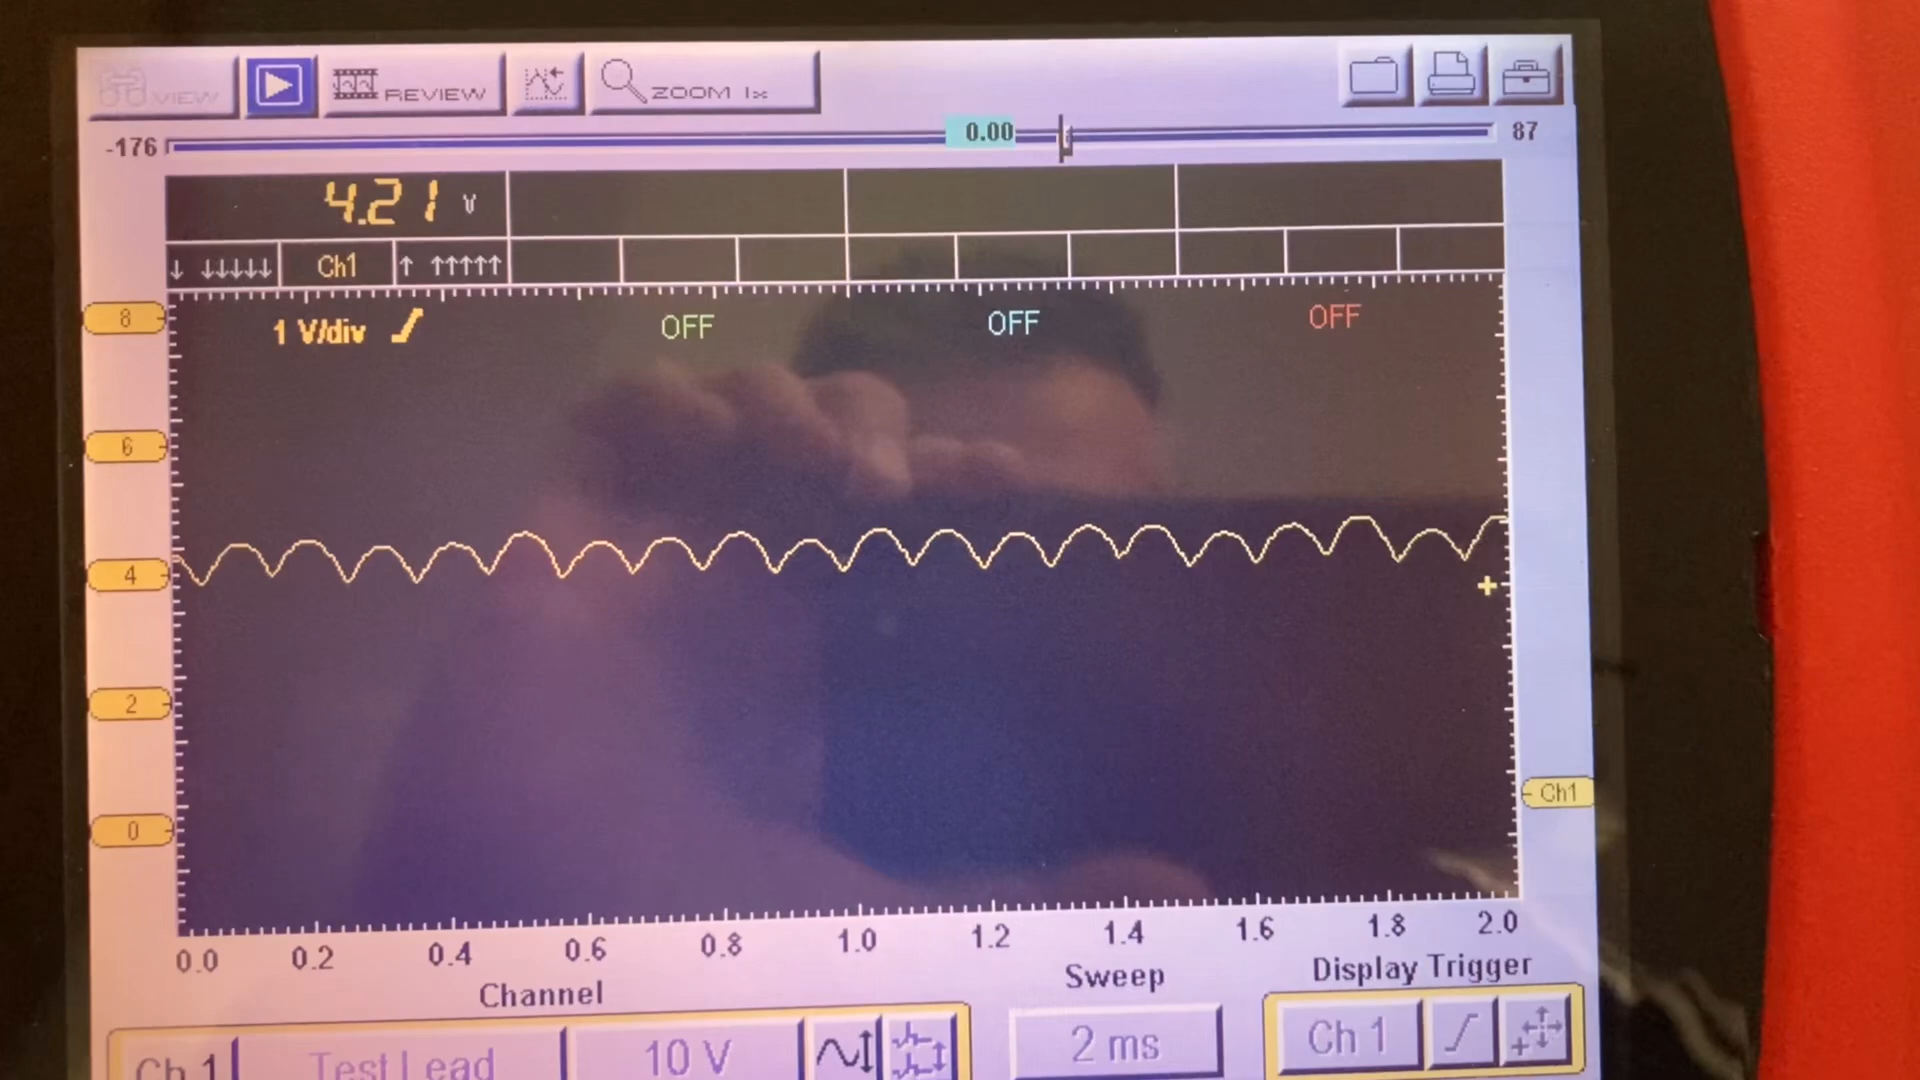 VIEW REVIEW ZOOM 1x
-176 0.00 87
4.21 V
↓ ↓↓↓↓↓ Ch1 ↑ ↑↑↑↑↑
8 1 V/div OFF OFF OFF
6
4
2
0 Ch1
0.0 0.2 0.4 0.6 0.8 1.0 1.2 1.4 1.6 1.8 2.0
Channel Sweep Display Trigger
Ch 1 Test Lead 10 V 2 ms Ch 1